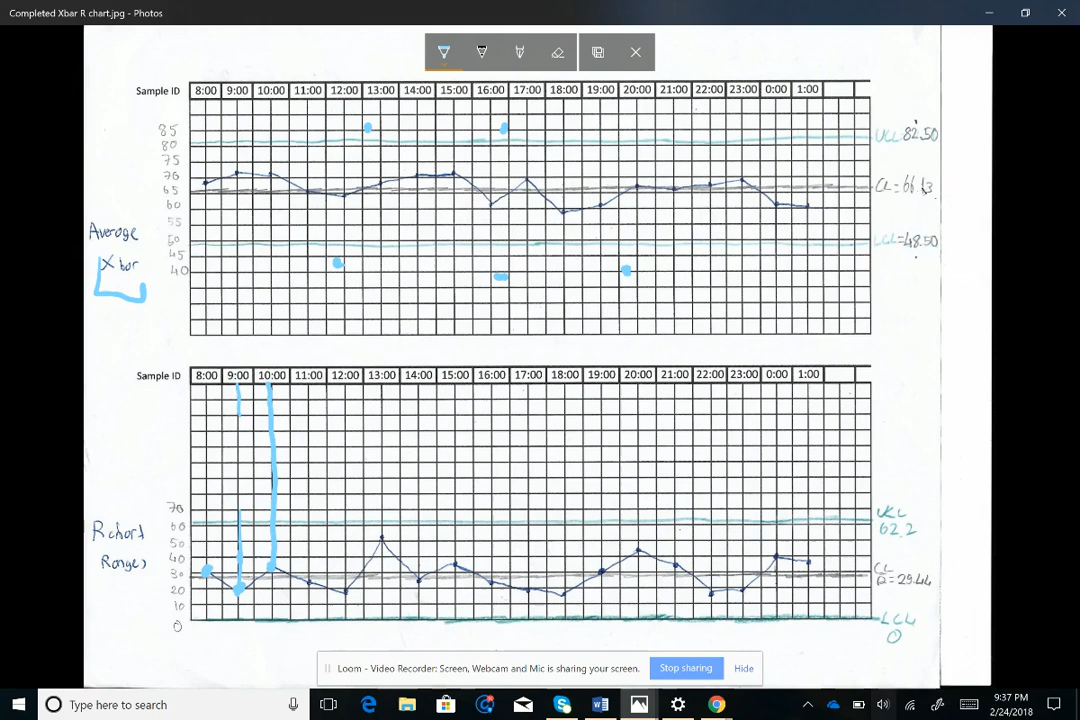 Completed Xbar R chart.jpg - Photos
Sample ID 8:00 9:00 10:00 11:00 12:00 13:00 14:00 15:00 16:00 17:00 18:00 19:00 20:00 21:00 22:00 23:00 0:00 1:00
85
UCL 82.50
80
75
70
65
CL = 66.13
60
55
50
LCL = 48.50
45
40
Average
X bar
Sample ID 8:00 9:00 10:00 11:00 12:00 13:00 14:00 15:00 16:00 17:00 18:00 19:00 20:00 21:00 22:00 23:00 0:00 1:00
70
UCL
62.2
60
50
40
30
CL
R = 29.44
20
10
0
LCL
0
R chart
Ranges
Loom - Video Recorder: Screen, Webcam and Mic is sharing your screen.
Stop sharing
Hide
Type here to search
9:37 PM
2/24/2018